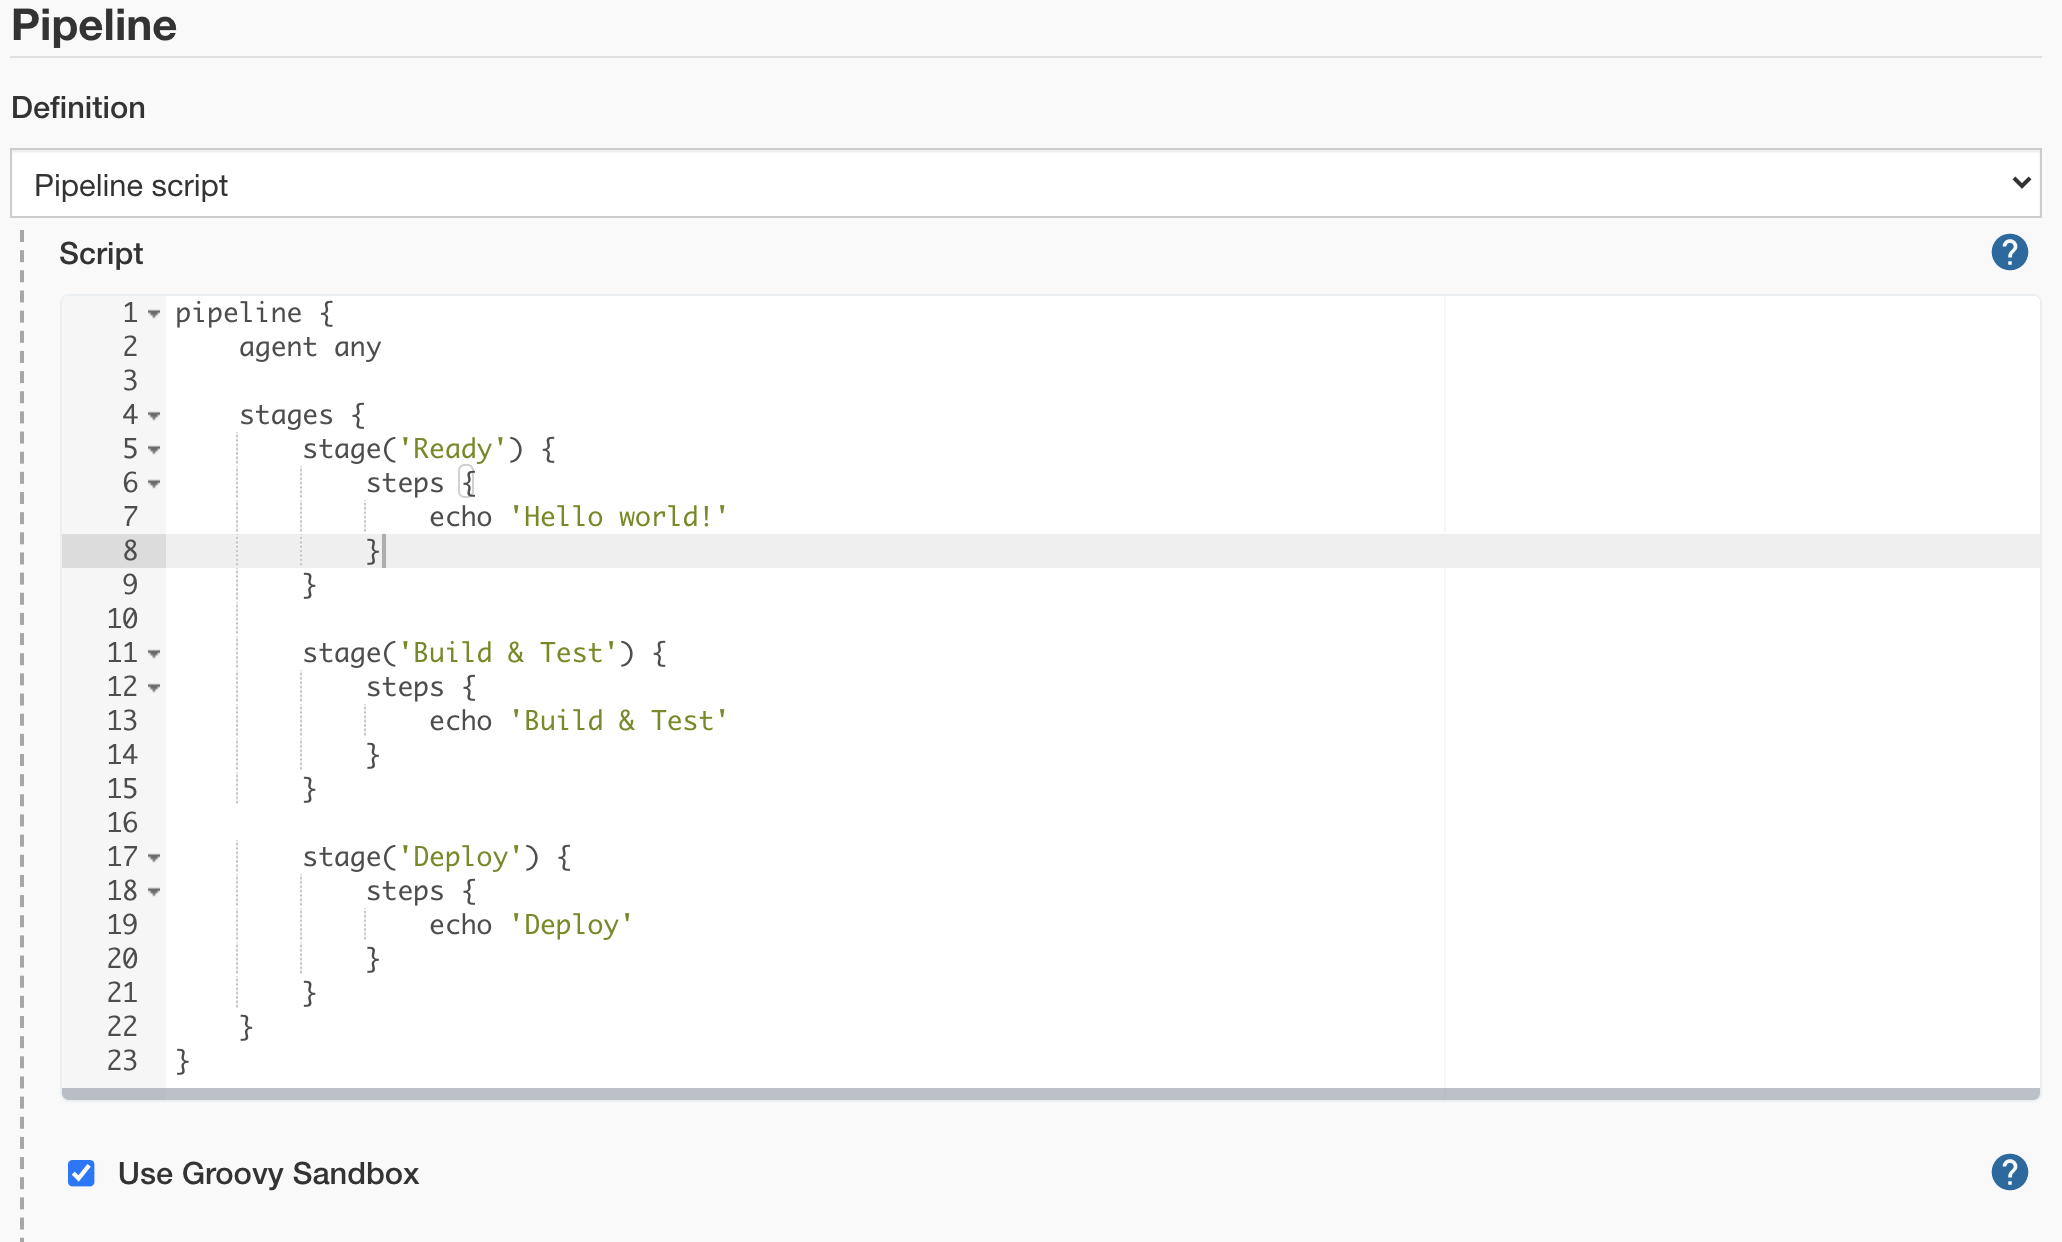 Pipeline
Definition
Pipeline script
Script
?
1 pipeline {
2     agent any
3
4     stages {
5         stage('Ready') {
6             steps {
7                 echo 'Hello world!'
8             }
9         }
10
11         stage('Build & Test') {
12             steps {
13                 echo 'Build & Test'
14             }
15         }
16
17         stage('Deploy') {
18             steps {
19                 echo 'Deploy'
20             }
21         }
22     }
23 }
Use Groovy Sandbox
?